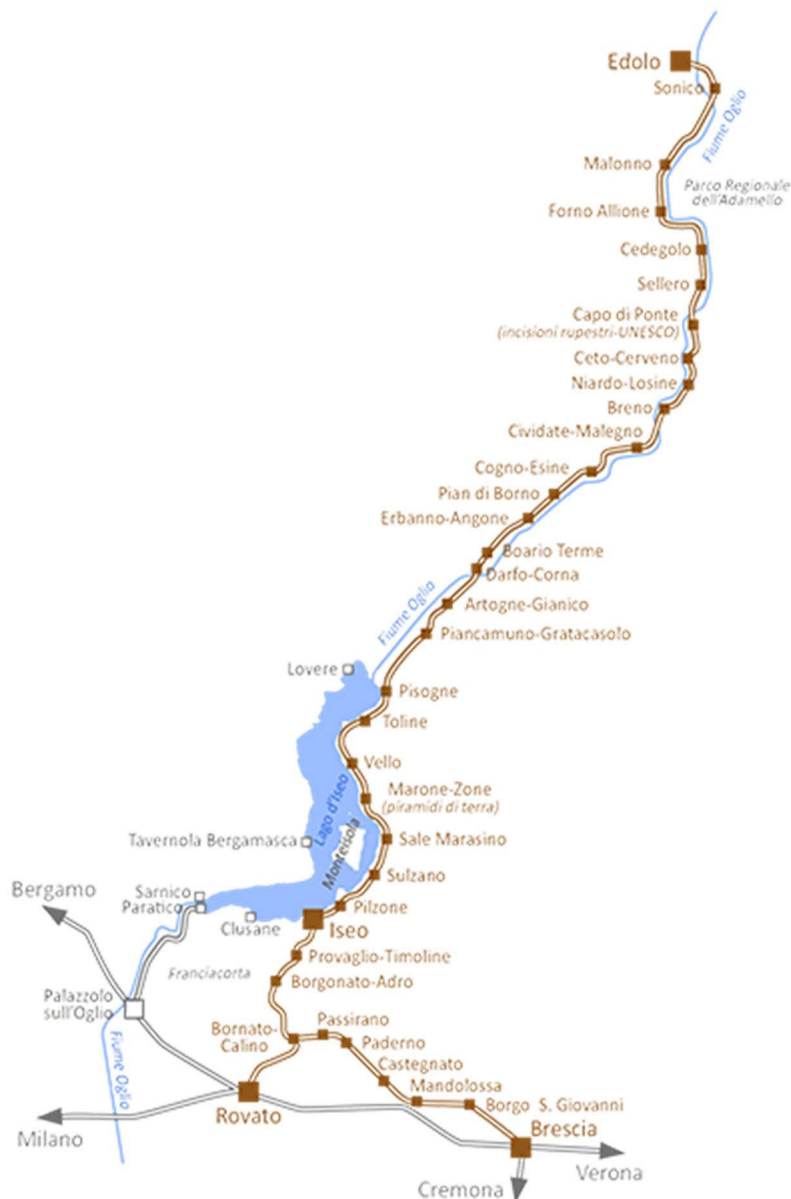 Edolo
Sonico
Fiume Oglio
Malonno
Parco Regionale
dell'Adamello
Forno Allione
Cedegolo
Sellero
Capo di Ponte
(incisioni rupestri-UNESCO)
Ceto-Cerveno
Niardo-Losine
Breno
Cividate-Malegno
Cogno-Esine
Pian di Borno
Erbanno-Angone
Boario Terme
Darfo-Corna
Fiume Oglio
Artogne-Gianico
Piancamuno-Gratacasolo
Lovere
Pisogne
Toline
Vello
Lago d'Iseo
Marone-Zone
(piramidi di terra)
Monteisola
Tavernola Bergamasca
Sale Marasino
Sulzano
Bergamo
Sarnico
Paratico
Pilzone
Clusane
Iseo
Provaglio-Timoline
Franciacorta
Borgonato-Adro
Palazzolo
sull'Oglio
Fiume Oglio
Bornato-
Calino
Passirano
Paderno
Castegnato
Mandolossa
Borgo S. Giovanni
Rovato
Brescia
Milano
Verona
Cremona